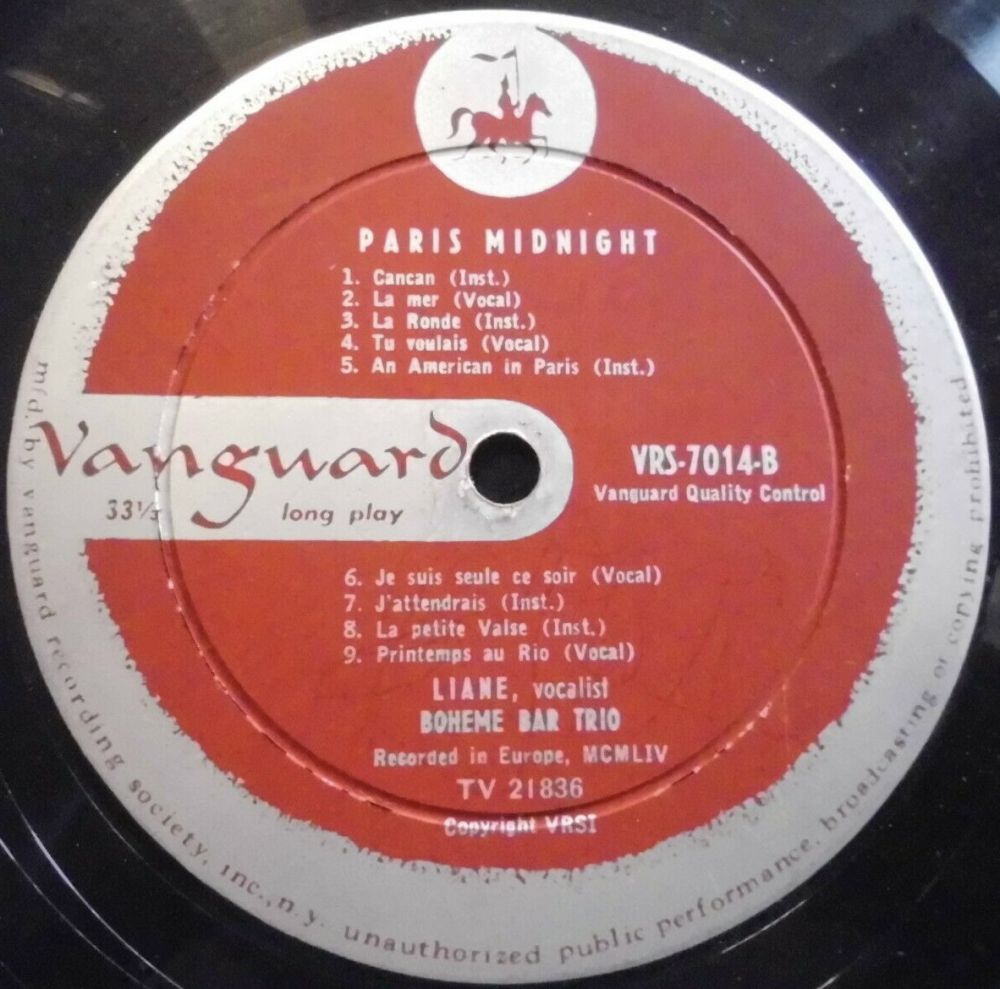 PARIS MIDNIGHT
1. Cancan (Inst.)
2. La mer (Vocal)
3. La Ronde (Inst.)
4. Tu voulais (Vocal)
5. An American in Paris (Inst.)
Vanguard
33⅓ long play
VRS-7014-B
Vanguard Quality Control
6. Je suis seule ce soir (Vocal)
7. J'attendrais (Inst.)
8. La petite Valse (Inst.)
9. Printemps au Rio (Vocal)
LIANE, vocalist
BOHEME BAR TRIO
Recorded in Europe, MCMLIV
TV 21836
Copyright VRSI
m'f'd. by vanguard recording society, inc., n.y. unauthorized public performance, broadcasting or copying prohibited